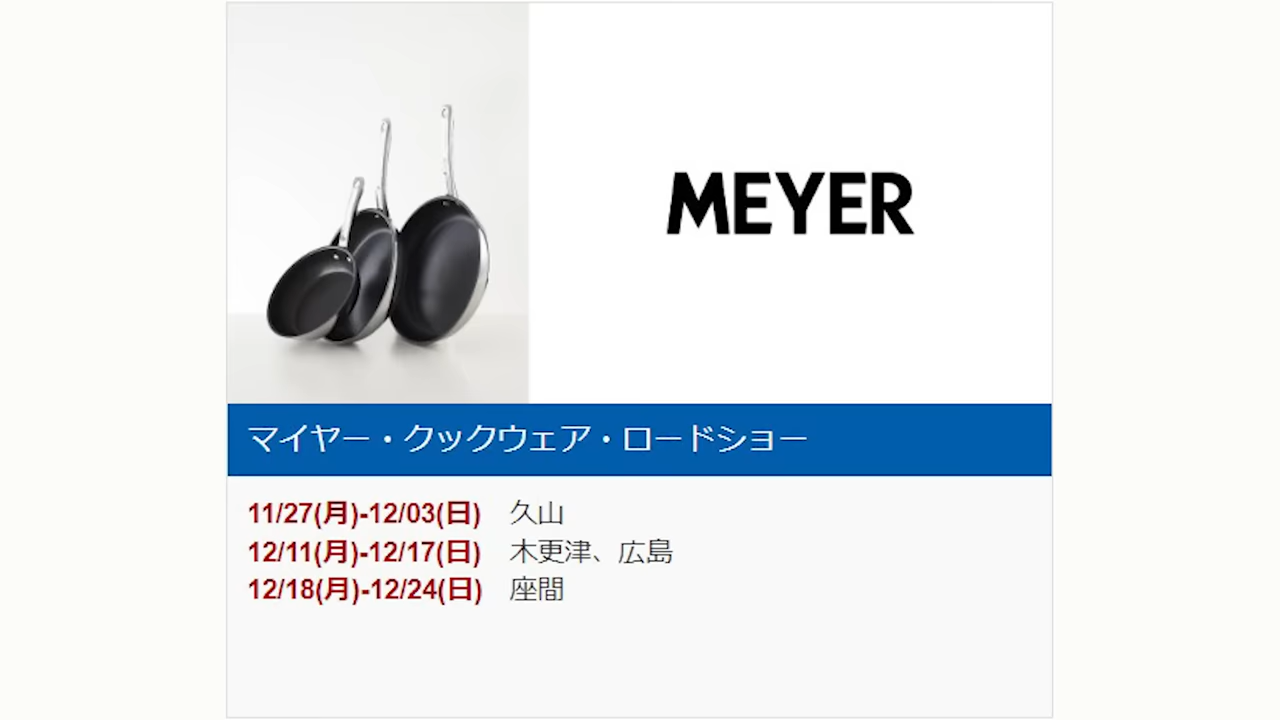 MEYER
マイヤー・クックウェア・ロードショー
11/27(月)-12/03(日) 久山
12/11(月)-12/17(日) 木更津、広島
12/18(月)-12/24(日) 座間